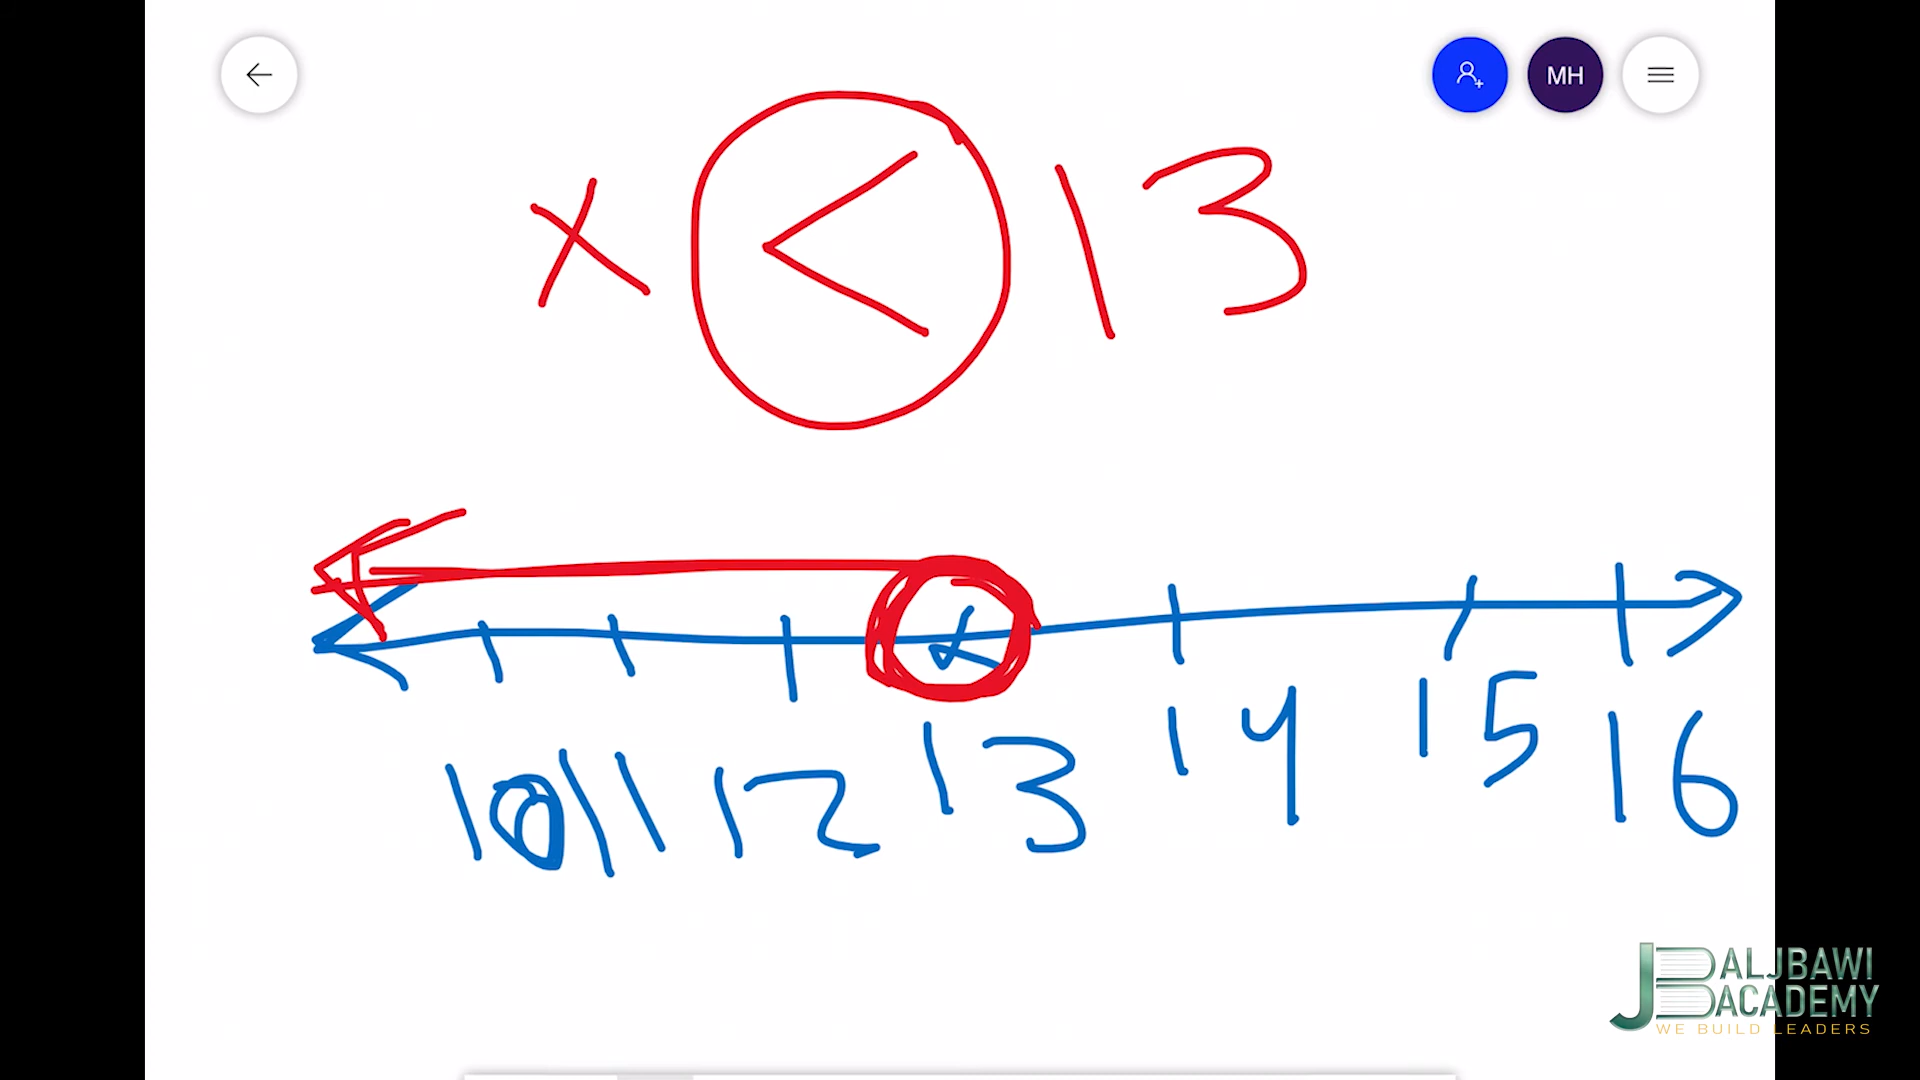 MH
x < 13
10 11 12 13 14 15 16
ALJBAWI
ACADEMY
WE BUILD LEADERS